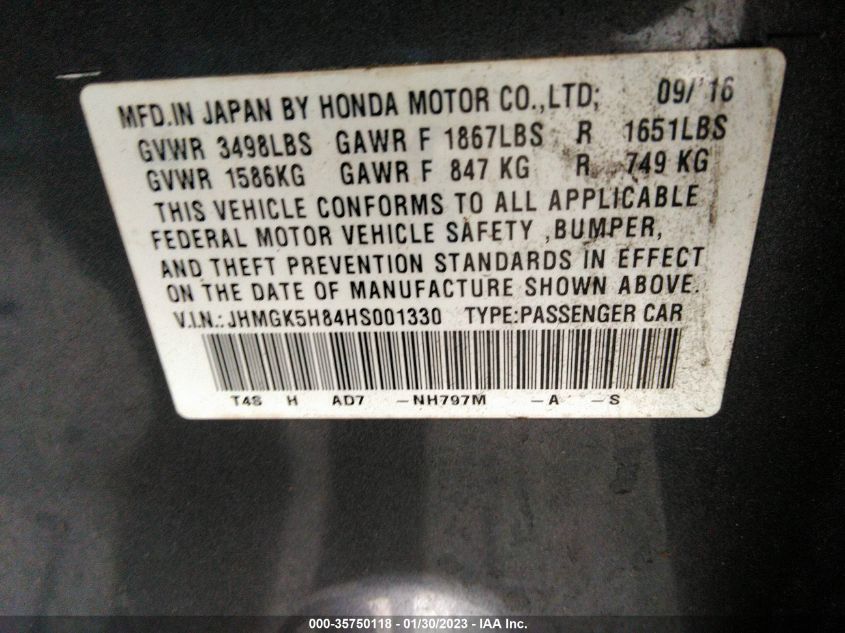 MFD.IN JAPAN BY HONDA MOTOR CO.,LTD; 09/'16
GVWR 3498LBS GAWR F 1867LBS R 1651LBS
GVWR 1586KG GAWR F 847 KG R 749 KG
THIS VEHICLE CONFORMS TO ALL APPLICABLE
FEDERAL MOTOR VEHICLE SAFETY ,BUMPER,
AND THEFT PREVENTION STANDARDS IN EFFECT
ON THE DATE OF MANUFACTURE SHOWN ABOVE.
V.I.N.: JHMGK5H84HS001330 TYPE:PASSENGER CAR
T4S H AD7 -NH797M -A -S
000-35750118 - 01/30/2023 - IAA Inc.